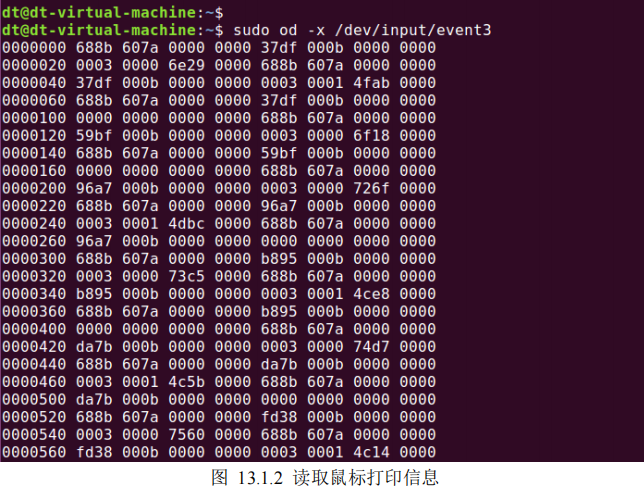 dt@dt-virtual-machine:~$
dt@dt-virtual-machine:~$ sudo od -x /dev/input/event3
0000000 688b 607a 0000 0000 37df 000b 0000 0000
0000020 0003 0000 6e29 0000 688b 607a 0000 0000
0000040 37df 000b 0000 0000 0003 0001 4fab 0000
0000060 688b 607a 0000 0000 37df 000b 0000 0000
0000100 0000 0000 0000 0000 688b 607a 0000 0000
0000120 59bf 000b 0000 0000 0003 0000 6f18 0000
0000140 688b 607a 0000 0000 59bf 000b 0000 0000
0000160 0000 0000 0000 0000 688b 607a 0000 0000
0000200 96a7 000b 0000 0000 0003 0000 726f 0000
0000220 688b 607a 0000 0000 96a7 000b 0000 0000
0000240 0003 0001 4dbc 0000 688b 607a 0000 0000
0000260 96a7 000b 0000 0000 0000 0000 0000 0000
0000300 688b 607a 0000 0000 b895 000b 0000 0000
0000320 0003 0000 73c5 0000 688b 607a 0000 0000
0000340 b895 000b 0000 0000 0003 0001 4ce8 0000
0000360 688b 607a 0000 0000 b895 000b 0000 0000
0000400 0000 0000 0000 0000 688b 607a 0000 0000
0000420 da7b 000b 0000 0000 0003 0000 74d7 0000
0000440 688b 607a 0000 0000 da7b 000b 0000 0000
0000460 0003 0001 4c5b 0000 688b 607a 0000 0000
0000500 da7b 000b 0000 0000 0000 0000 0000 0000
0000520 688b 607a 0000 0000 fd38 000b 0000 0000
0000540 0003 0000 7560 0000 688b 607a 0000 0000
0000560 fd38 000b 0000 0000 0003 0001 4c14 0000
图 13.1.2 读取鼠标打印信息